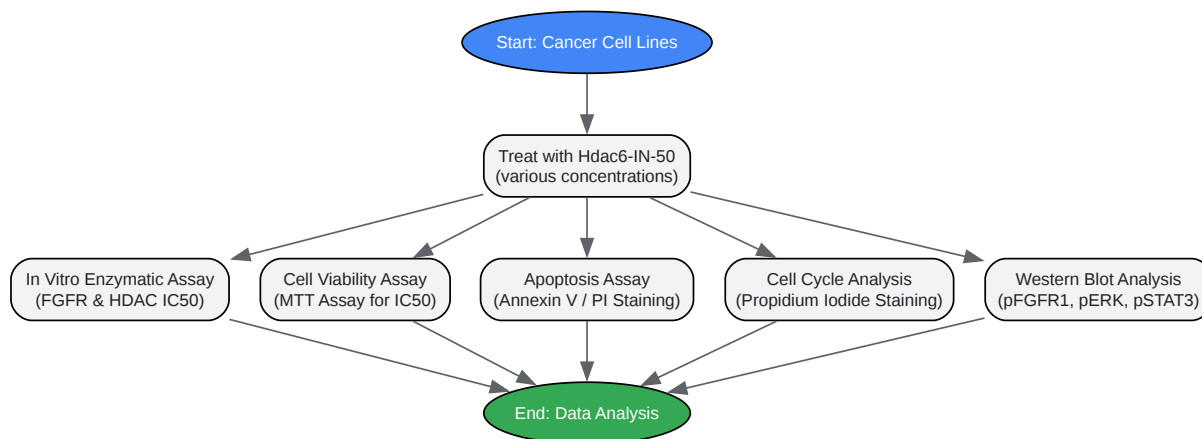 Start: Cancer Cell Lines
Treat with Hdac6-IN-50
(various concentrations)
In Vitro Enzymatic Assay
(FGFR & HDAC IC50)
Cell Viability Assay
(MTT Assay for IC50)
Apoptosis Assay
(Annexin V / PI Staining)
Cell Cycle Analysis
(Propidium Iodide Staining)
Western Blot Analysis
(pFGFR1, pERK, pSTAT3)
End: Data Analysis